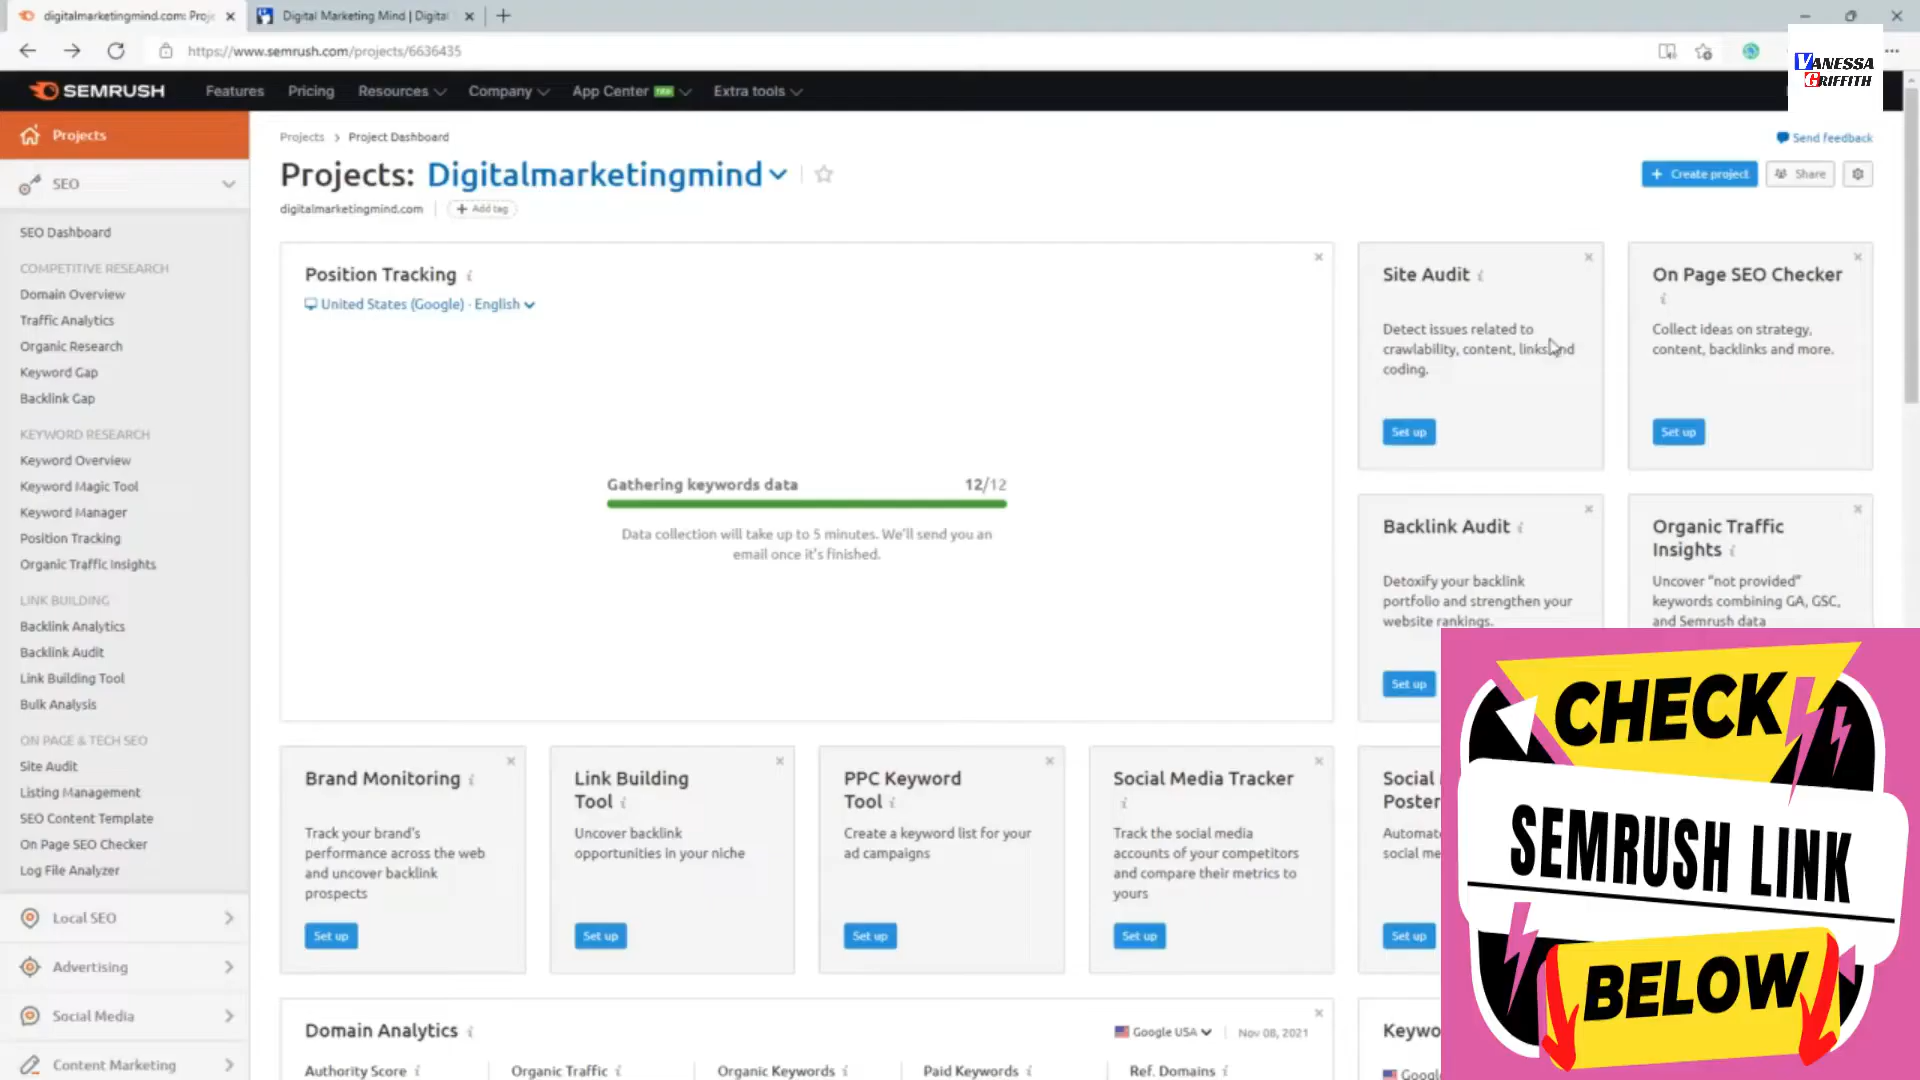 digitalmarketingmind.com: Proj
Digital Marketing Mind | Digital
https://www.semrush.com/projects/6636435
VANESSA
GRIFFITH
SEMRUSH
Features
Pricing
Resources
Company
App Center
Extra tools
Projects
SEO
SEO Dashboard
COMPETITIVE RESEARCH
Domain Overview
Traffic Analytics
Organic Research
Keyword Gap
Backlink Gap
KEYWORD RESEARCH
Keyword Overview
Keyword Magic Tool
Keyword Manager
Position Tracking
Organic Traffic Insights
LINK BUILDING
Backlink Analytics
Backlink Audit
Link Building Tool
Bulk Analysis
ON PAGE & TECH SEO
Site Audit
Listing Management
SEO Content Template
On Page SEO Checker
Log File Analyzer
Local SEO
Advertising
Social Media
Content Marketing
Projects > Project Dashboard
Send feedback
Projects: Digitalmarketingmind
+ Create project
Share
digitalmarketingmind.com
+ Add tag
Position Tracking i
United States (Google) · English
Gathering keywords data 12/12
Data collection will take up to 5 minutes. We'll send you an
email once it's finished.
Site Audit i
Detect issues related to
crawlability, content, links and
coding.
Set up
On Page SEO Checker
i
Collect ideas on strategy,
content, backlinks and more.
Set up
Backlink Audit i
Detoxify your backlink
portfolio and strengthen your
website rankings.
Set up
Organic Traffic
Insights i
Uncover "not provided"
keywords combining GA, GSC,
and Semrush data
Brand Monitoring i
Track your brand's
performance across the web
and uncover backlink
prospects
Set up
Link Building
Tool i
Uncover backlink
opportunities in your niche
Set up
PPC Keyword
Tool i
Create a keyword list for your
ad campaigns
Set up
Social Media Tracker
i
Track the social media
accounts of your competitors
and compare their metrics to
yours
Set up
Social
Poster
Automat
social me
Set up
Domain Analytics i
Google USA
Nov 08, 2021
Authority Score i
Organic Traffic i
Organic Keywords i
Paid Keywords i
Ref. Domains i
Keywo
Googl
CHECK
SEMRUSH LINK
BELOW